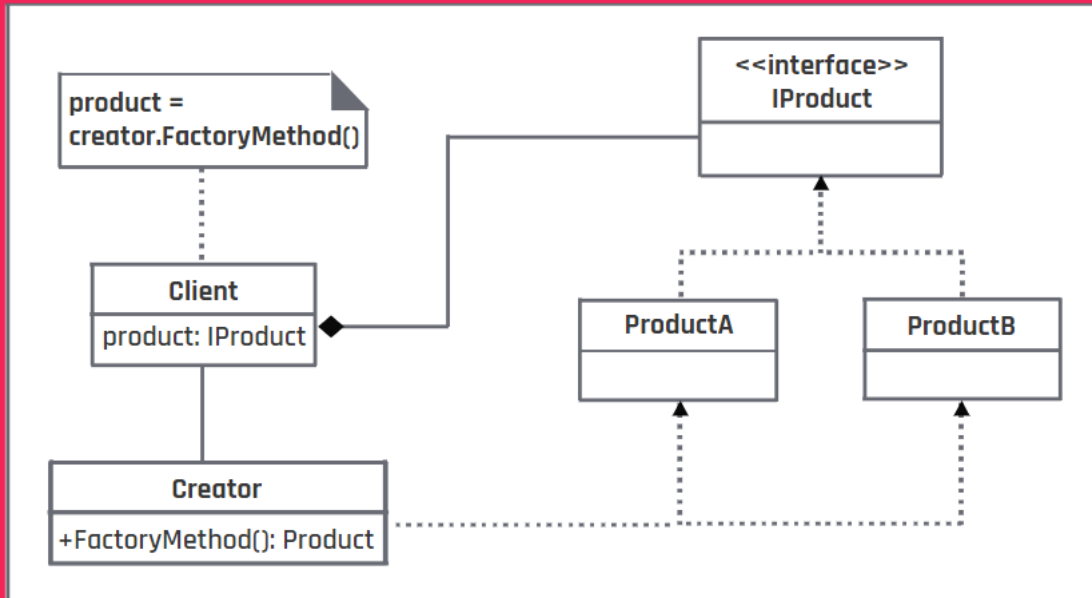 product =
creator.FactoryMethod()
<<interface>>
IProduct
Client
product: IProduct
ProductA
ProductB
Creator
+FactoryMethod(): Product